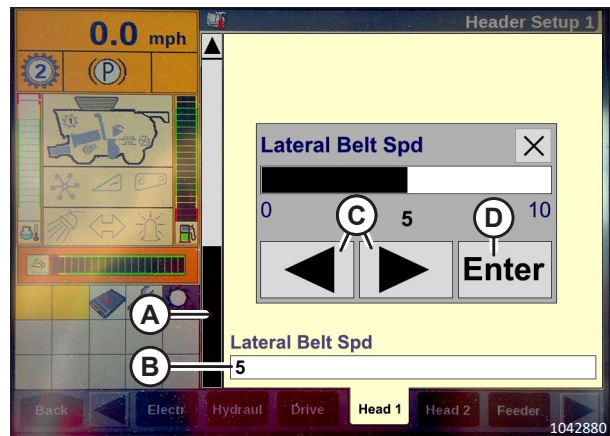 0.0 mph
Header Setup 1
2
(P)
Lateral Belt Spd
0 5 10
C
D
Enter
A
Lateral Belt Spd
B
5
Back Electr Hydraul Drive Head 1 Head 2 Feeder
1042880